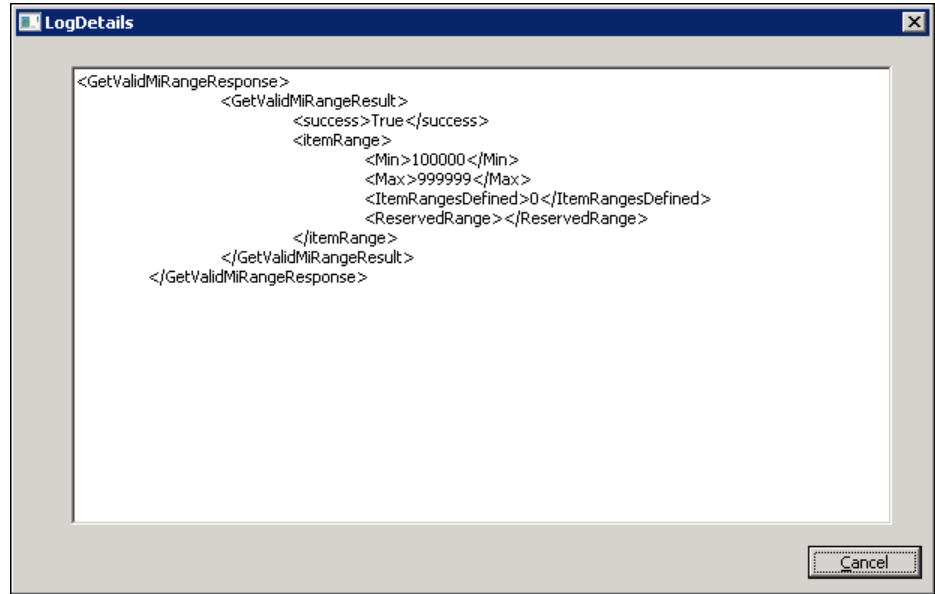 LogDetails
<GetValidMiRangeResponse>
<GetValidMiRangeResult>
<success>True</success>
<itemRange>
<Min>100000</Min>
<Max>999999</Max>
<ItemRangesDefined>0</ItemRangesDefined>
<ReservedRange></ReservedRange>
</itemRange>
</GetValidMiRangeResult>
</GetValidMiRangeResponse>
Cancel